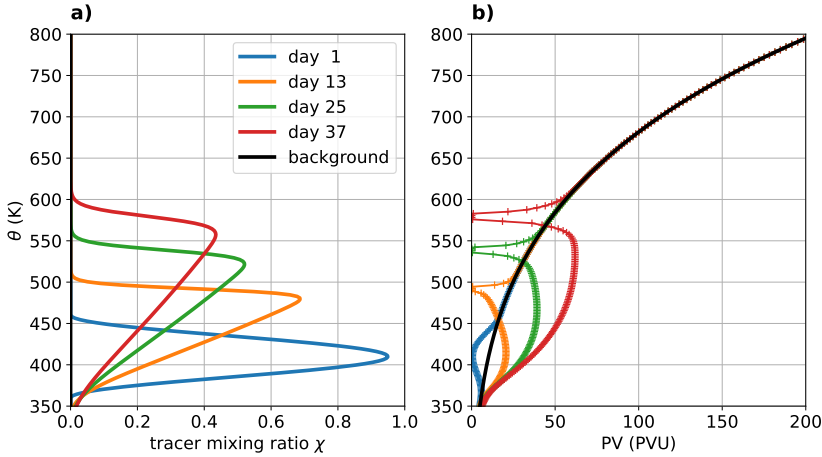 a)
800
750
700
650
600
550
500
450
400
350
θ (K)
0.0 0.2 0.4 0.6 0.8 1.0
tracer mixing ratio χ
day 1
day 13
day 25
day 37
background
b)
800
750
700
650
600
550
500
450
400
350
0 50 100 150 200
PV (PVU)